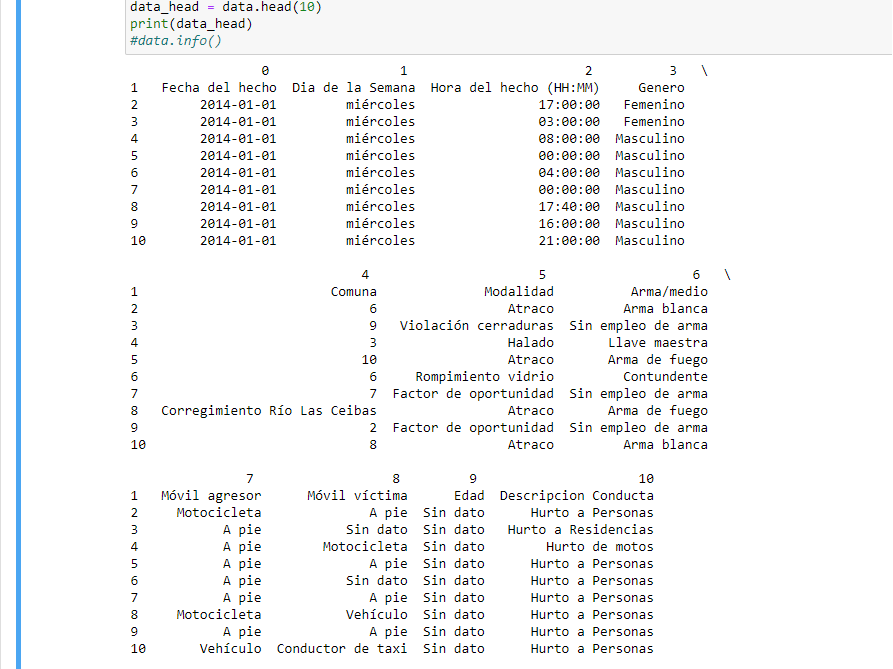 data_head = data.head(10)
print(data_head)
#data.info()
0 1 2 3 \
1 Fecha del hecho Dia de la Semana Hora del hecho (HH:MM) Genero
2 2014-01-01 miércoles 17:00:00 Femenino
3 2014-01-01 miércoles 03:00:00 Femenino
4 2014-01-01 miércoles 08:00:00 Masculino
5 2014-01-01 miércoles 00:00:00 Masculino
6 2014-01-01 miércoles 04:00:00 Masculino
7 2014-01-01 miércoles 00:00:00 Masculino
8 2014-01-01 miércoles 17:40:00 Masculino
9 2014-01-01 miércoles 16:00:00 Masculino
10 2014-01-01 miércoles 21:00:00 Masculino
4 5 6 \
1 Comuna Modalidad Arma/medio
2 6 Atraco Arma blanca
3 9 Violación cerraduras Sin empleo de arma
4 3 Halado Llave maestra
5 10 Atraco Arma de fuego
6 6 Rompimiento vidrio Contundente
7 7 Factor de oportunidad Sin empleo de arma
8 Corregimiento Río Las Ceibas Atraco Arma de fuego
9 2 Factor de oportunidad Sin empleo de arma
10 8 Atraco Arma blanca
7 8 9 10
1 Móvil agresor Móvil víctima Edad Descripcion Conducta
2 Motocicleta A pie Sin dato Hurto a Personas
3 A pie Sin dato Sin dato Hurto a Residencias
4 A pie Motocicleta Sin dato Hurto de motos
5 A pie A pie Sin dato Hurto a Personas
6 A pie Sin dato Sin dato Hurto a Personas
7 A pie A pie Sin dato Hurto a Personas
8 Motocicleta Vehículo Sin dato Hurto a Personas
9 A pie A pie Sin dato Hurto a Personas
10 Vehículo Conductor de taxi Sin dato Hurto a Personas